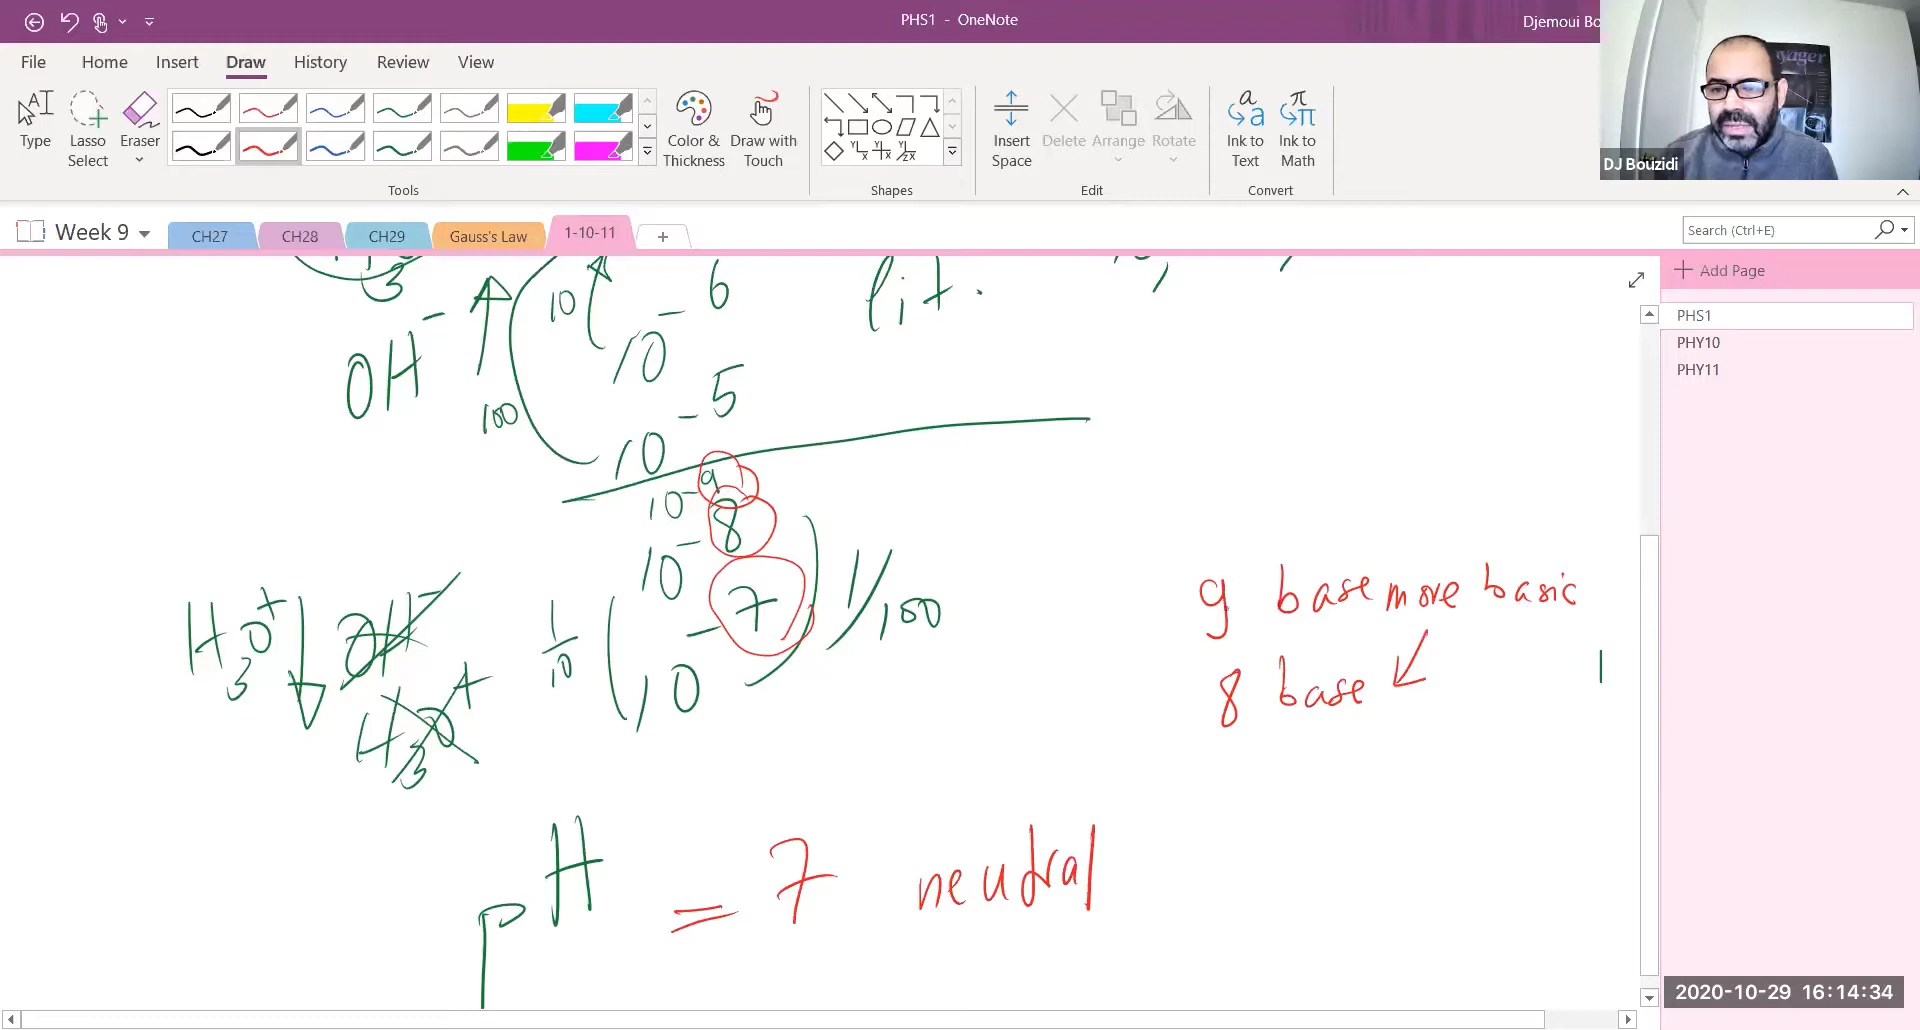 PHS1 - OneNote
Djemoui Bo
File Home Insert Draw History Review View
Type
Lasso Select
Eraser
Color & Thickness
Draw with Touch
Insert Space
Delete
Arrange
Rotate
Ink to Text
Ink to Math
Tools
Shapes
Edit
Convert
yager
DJ Bouzidi
Week 9
CH27 CH28 CH29 Gauss's Law 1-10-11
Search (Ctrl+E)
Add Page
PHS1
PHY10
PHY11
3
10
10⁻⁶
lit.
OH⁻
100
10⁻⁵
10⁻⁹
10⁻⁸
H₃O⁺ OH⁻ 1/10 (10⁻⁷) 1/100
H₃O⁺
9 base more basic
8 base
pH = 7 neutral
2020-10-29 16:14:34